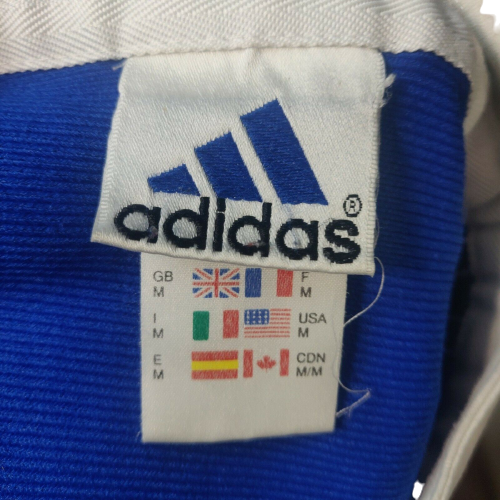 adidas®
GB F
M M
I USA
M M
E CDN
M M/M